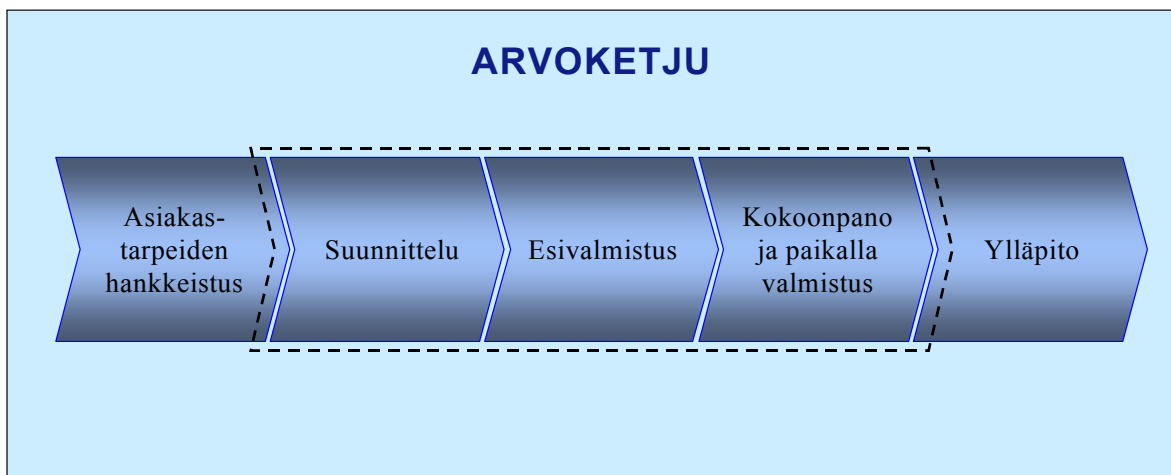 ARVOKETJU
Asiakas-
tarpeiden
hankkeistus
Suunnittelu
Esivalmistus
Kokoonpano
ja paikalla
valmistus
Ylläpito